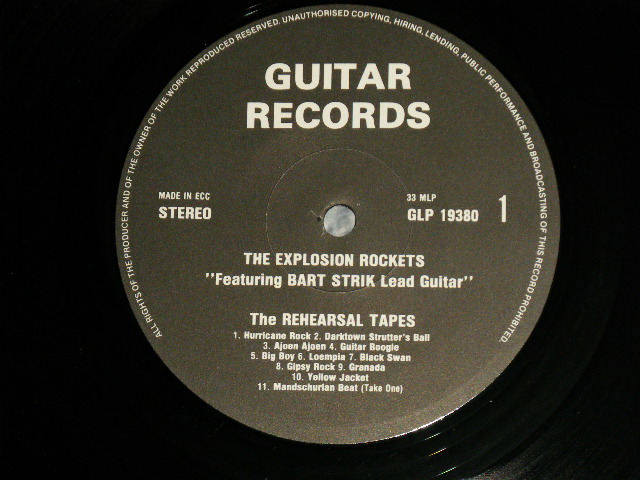 ALL RIGHTS OF THE PRODUCER AND OF THE OWNER OF THE WORK REPRODUCED RESERVED. UNAUTHORISED COPYING, HIRING, LENDING, PUBLIC PERFORMANCE AND BROADCASTING OF THIS RECORD PROHIBITED.
GUITAR
RECORDS
MADE IN ECC
STEREO
33 MLP
GLP 19380
1
THE EXPLOSION ROCKETS
"Featuring BART STRIK Lead Guitar"
The REHEARSAL TAPES
1. Hurricane Rock 2. Darktown Strutter's Ball
3. Ajoen Ajoen 4. Guitar Boogie
5. Big Boy 6. Loempia 7. Black Swan
8. Gipsy Rock 9. Granada
10. Yellow Jacket
11. Mandschurian Beat (Take One)